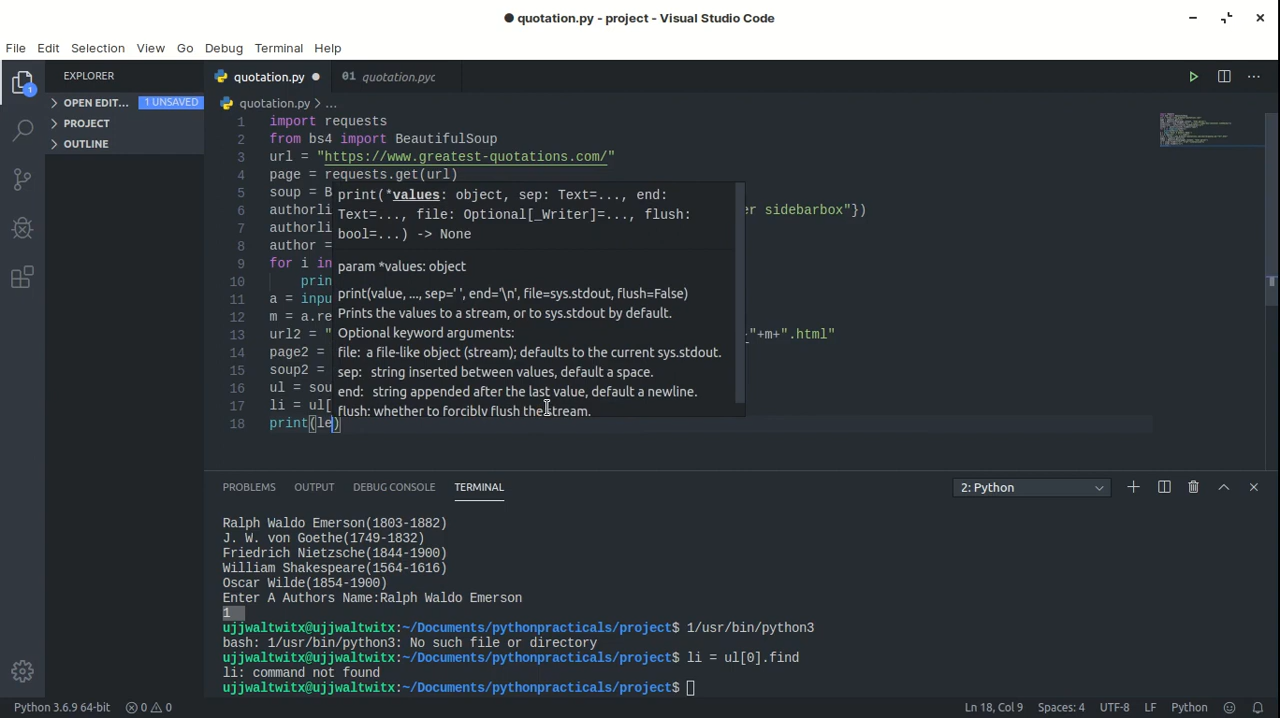 quotation.py - project - Visual Studio Code
File Edit Selection View Go Debug Terminal Help
EXPLORER
OPEN EDIT... 1 UNSAVED
PROJECT
OUTLINE
1
quotation.py
01 quotation.pyc
quotation.py > ...
1 import requests
2 from bs4 import BeautifulSoup
3 url = "https://www.greatest-quotations.com/"
4 page = requests.get(url)
5 soup = B
6 authorli er sidebarbox"})
7 authorli
8 author =
9 for i in
10 prin
11 a = inpu
12 m = a.re
13 url2 = " "+m+".html"
14 page2 =
15 soup2 =
16 ul = sou
17 li = ul[
18 print(le)
print(*values: object, sep: Text=..., end:
Text=..., file: Optional[_Writer]=..., flush:
bool=...) -> None
param *values: object
print(value, ..., sep=' ', end='\n', file=sys.stdout, flush=False)
Prints the values to a stream, or to sys.stdout by default.
Optional keyword arguments:
file: a file-like object (stream); defaults to the current sys.stdout.
sep: string inserted between values, default a space.
end: string appended after the last value, default a newline.
flush: whether to forcibly flush the stream.
PROBLEMS OUTPUT DEBUG CONSOLE TERMINAL
2: Python
Ralph Waldo Emerson(1803-1882)
J. W. von Goethe(1749-1832)
Friedrich Nietzsche(1844-1900)
William Shakespeare(1564-1616)
Oscar Wilde(1854-1900)
Enter A Authors Name:Ralph Waldo Emerson
1
ujjwaltwitx@ujjwaltwitx:~/Documents/pythonpracticals/project$ 1/usr/bin/python3
bash: 1/usr/bin/python3: No such file or directory
ujjwaltwitx@ujjwaltwitx:~/Documents/pythonpracticals/project$ li = ul[0].find
li: command not found
ujjwaltwitx@ujjwaltwitx:~/Documents/pythonpracticals/project$
Python 3.6.9 64-bit 0 0 Ln 18, Col 9 Spaces: 4 UTF-8 LF Python